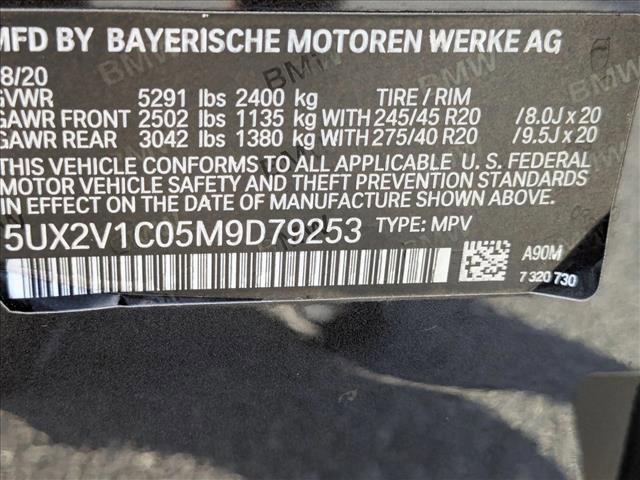 MFD BY BAYERISCHE MOTOREN WERKE AG
8/20
GVWR 5291 lbs 2400 kg TIRE / RIM
GAWR FRONT 2502 lbs 1135 kg WITH 245/45 R20 /8.0J x 20
GAWR REAR 3042 lbs 1380 kg WITH 275/40 R20 /9.5J x 20
THIS VEHICLE CONFORMS TO ALL APPLICABLE U.S. FEDERAL
MOTOR VEHICLE SAFETY AND THEFT PREVENTION STANDARDS
IN EFFECT ON THE DATE OF MANUFACTURE SHOWN ABOVE.
5UX2V1C05M9D79253 TYPE: MPV
A90M
7 320 730